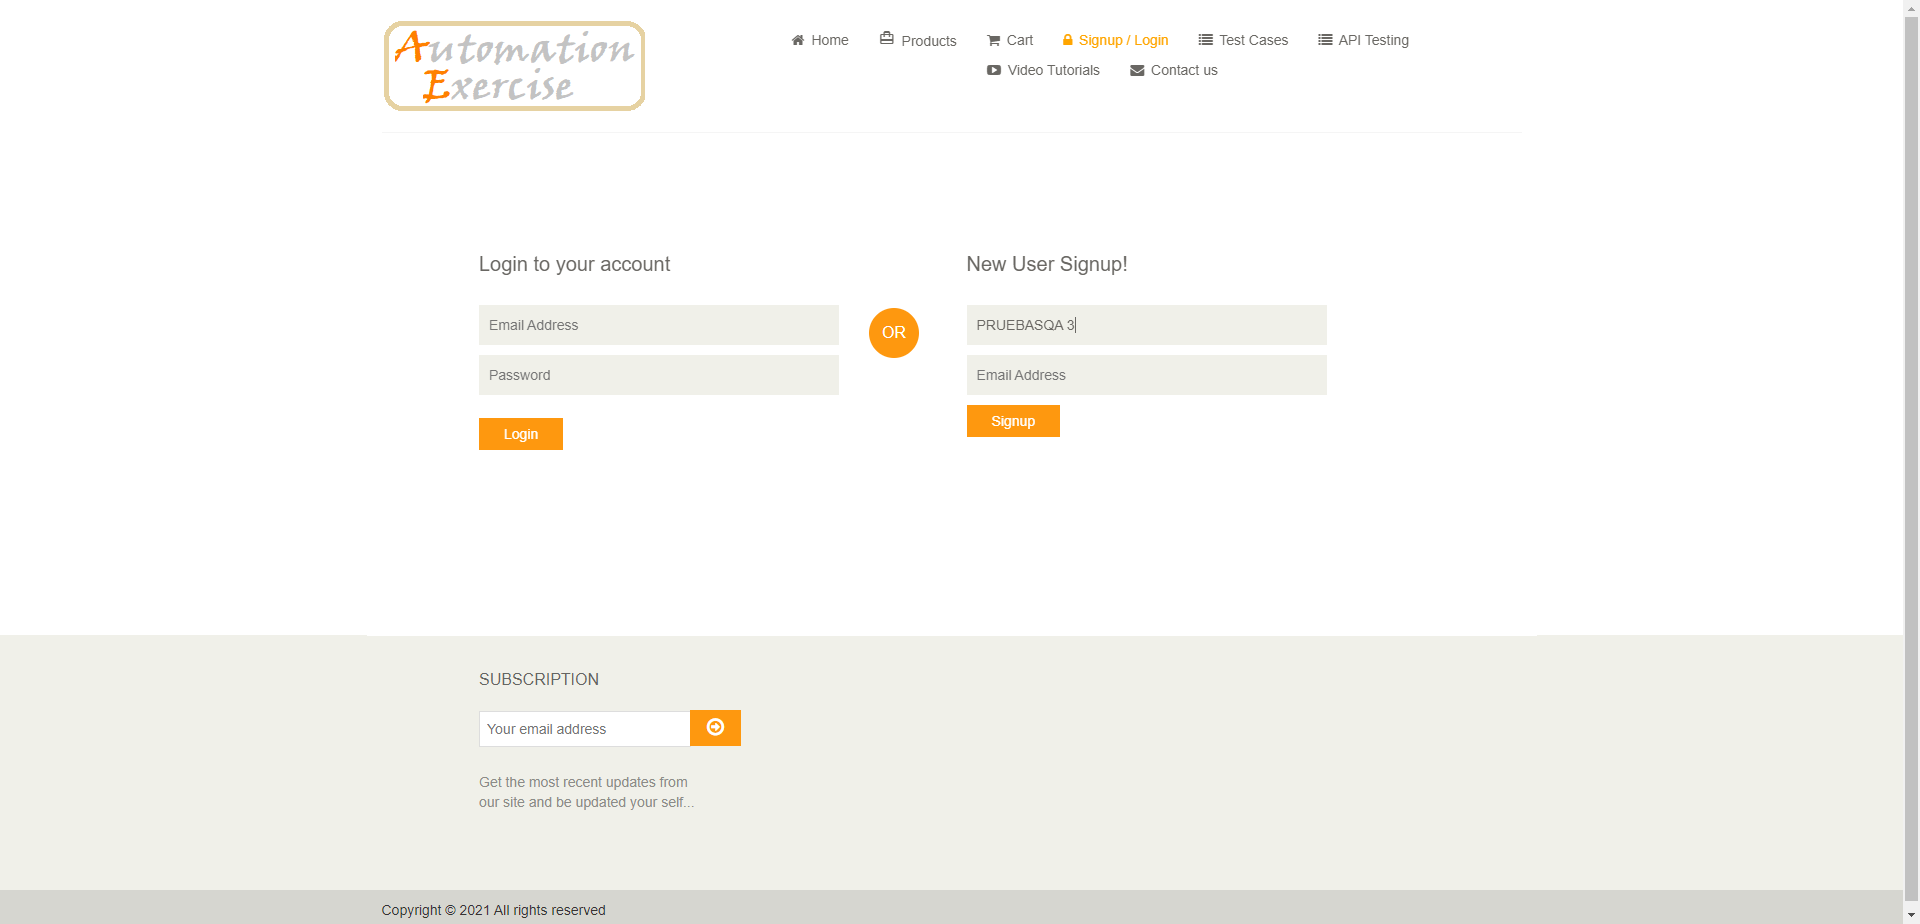 Automation
Exercise
Home
Products
Cart
Signup / Login
Test Cases
API Testing
Video Tutorials
Contact us
Login to your account
Email Address
Password
Login
OR
New User Signup!
PRUEBASQA 3
Email Address
Signup
SUBSCRIPTION
Your email address
Get the most recent updates from
our site and be updated your self...
Copyright © 2021 All rights reserved